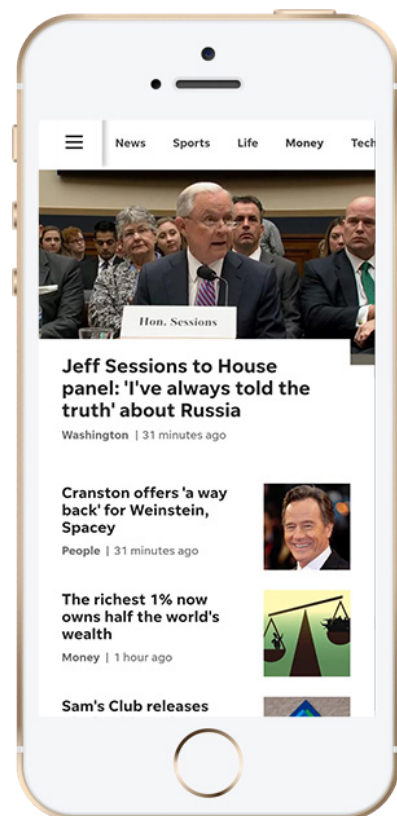 News Sports Life Money Tech
Hon. Sessions
Jeff Sessions to House
panel: 'I've always told the
truth' about Russia
Washington | 31 minutes ago
Cranston offers 'a way
back' for Weinstein,
Spacey
People | 31 minutes ago
The richest 1% now
owns half the world's
wealth
Money | 1 hour ago
Sam's Club releases